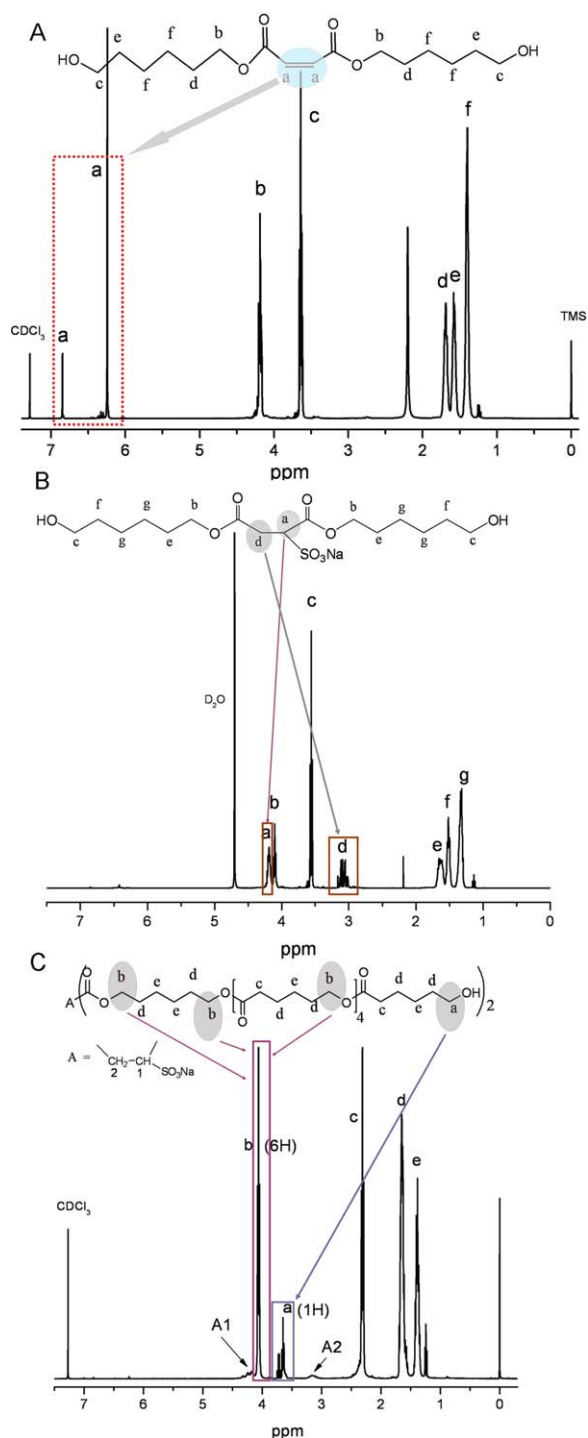 A
e f f b O O f e OH
HO O O
c f d a a d f c
b
a
c
f
b
d e
a
CDCl3
TMS
7 6 5 4 3 2 1 0
ppm
B
f g b O a O b g f
HO O O OH
c g e d SO3Na e g c
c
D2O
g
b
f
a d
e
7 6 5 4 3 2 1 0
ppm
C
O b e d c e b d d OH
A O e O O O a
d b O d d 4 O c e 2
A = CH2 CH
2 1 SO3Na
c
d
b (6H)
e
CDCl3
a (1H)
A1 A2
7.5 7 6 5 4 3 2 1 0
ppm